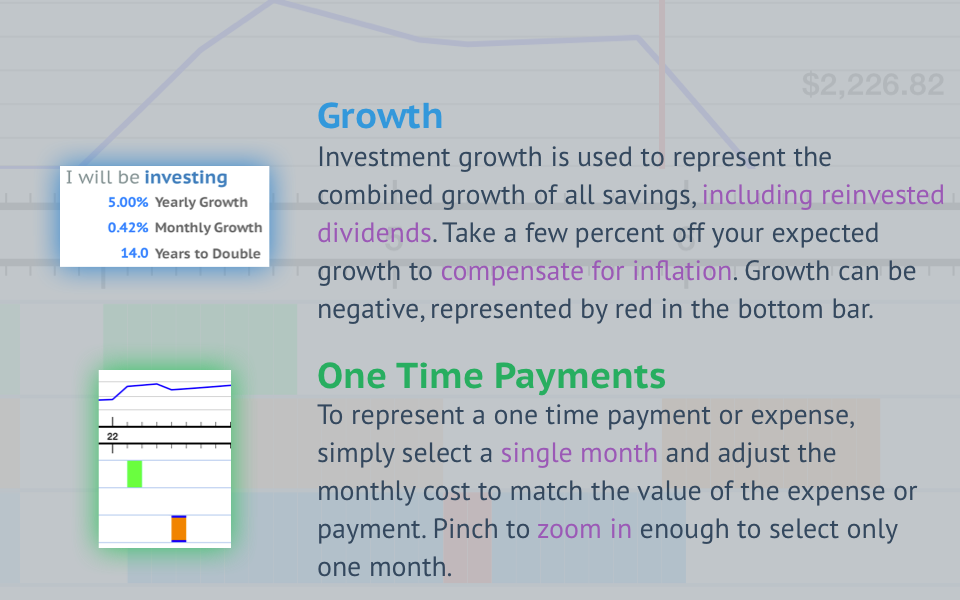 $2,226.82
Growth
Investment growth is used to represent the
combined growth of all savings, including reinvested
dividends. Take a few percent off your expected
growth to compensate for inflation. Growth can be
negative, represented by red in the bottom bar.
I will be investing
5.00% Yearly Growth
0.42% Monthly Growth
14.0 Years to Double
One Time Payments
To represent a one time payment or expense,
simply select a single month and adjust the
monthly cost to match the value of the expense or
payment. Pinch to zoom in enough to select only
one month.
22